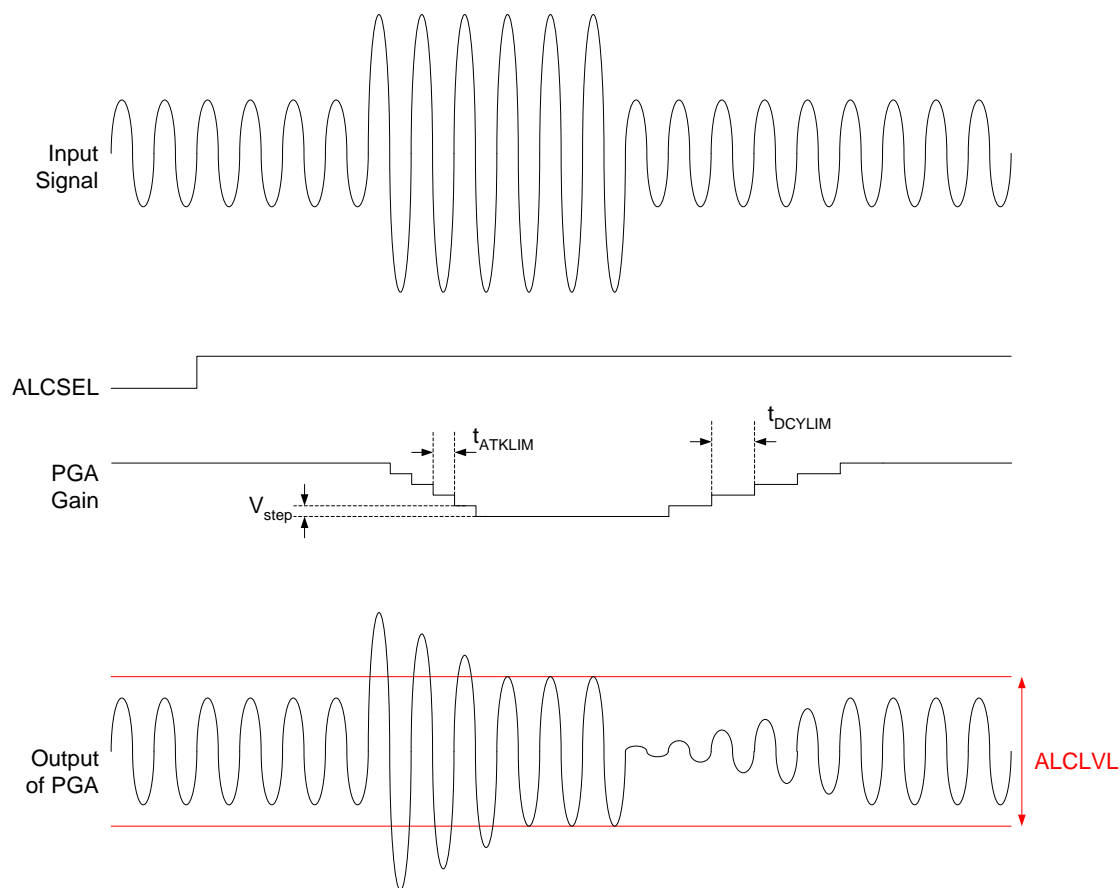 Input
Signal
ALCSEL
tATKLIM
tDCYLIM
PGA
Gain
Vstep
Output
of PGA
ALCLVL